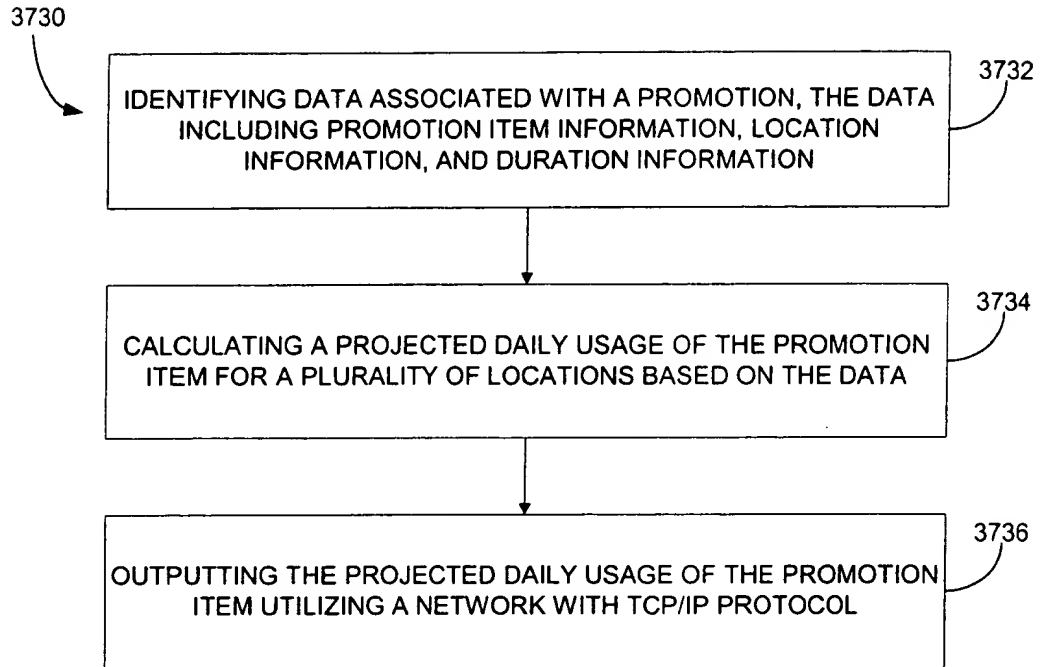 3730
3732
IDENTIFYING DATA ASSOCIATED WITH A PROMOTION, THE DATA
INCLUDING PROMOTION ITEM INFORMATION, LOCATION
INFORMATION, AND DURATION INFORMATION
3734
CALCULATING A PROJECTED DAILY USAGE OF THE PROMOTION
ITEM FOR A PLURALITY OF LOCATIONS BASED ON THE DATA
3736
OUTPUTTING THE PROJECTED DAILY USAGE OF THE PROMOTION
ITEM UTILIZING A NETWORK WITH TCP/IP PROTOCOL